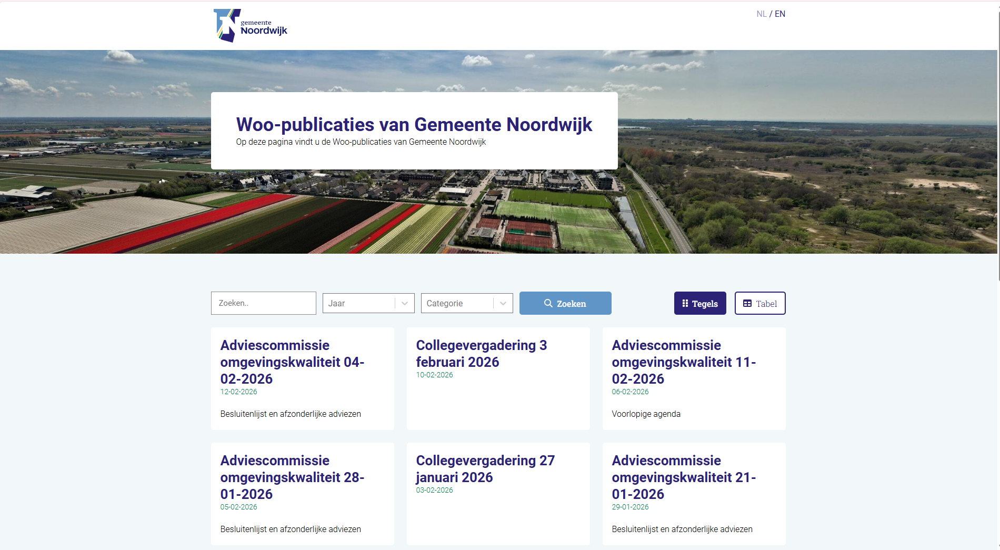 gemeente
Noordwijk
NL / EN
Woo-publicaties van Gemeente Noordwijk
Op deze pagina vindt u de Woo-publicaties van Gemeente Noordwijk
Zoeken..
Jaar
Categorie
Zoeken
Tegels
Tabel
Adviescommissie
omgevingskwaliteit 04-
02-2026
12-02-2026
Besluitenlijst en afzonderlijke adviezen
Collegevergadering 3
februari 2026
10-02-2026
Adviescommissie
omgevingskwaliteit 11-
02-2026
06-02-2026
Voorlopige agenda
Adviescommissie
omgevingskwaliteit 28-
01-2026
05-02-2026
Besluitenlijst en afzonderlijke adviezen
Collegevergadering 27
januari 2026
03-02-2026
Adviescommissie
omgevingskwaliteit 21-
01-2026
29-01-2026
Besluitenlijst en afzonderlijke adviezen